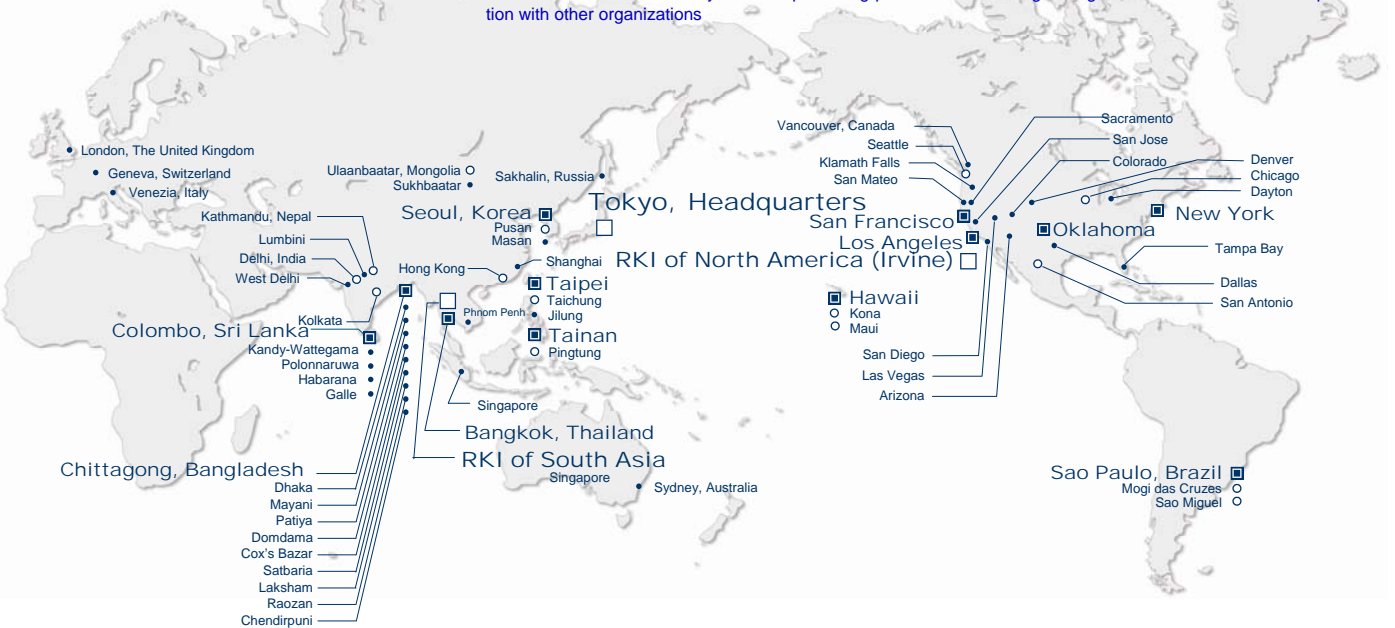 tion with other organizations
London, The United Kingdom
Geneva, Switzerland
Venezia, Italy
Ulaanbaatar, Mongolia
Sukhbaatar
Sakhalin, Russia
Kathmandu, Nepal
Lumbini
Delhi, India
West Delhi
Kolkata
Seoul, Korea
Pusan
Masan
Tokyo, Headquarters
Hong Kong
Shanghai
RKI of North America (Irvine)
Taipei
Taichung
Jilung
Tainan
Pingtung
Phnom Penh
Colombo, Sri Lanka
Kandy-Wattegama
Polonnaruwa
Habarana
Galle
Singapore
Bangkok, Thailand
RKI of South Asia
Singapore
Sydney, Australia
Chittagong, Bangladesh
Dhaka
Mayani
Patiya
Domdama
Cox's Bazar
Satbaria
Laksham
Raozan
Chendirpuni
Vancouver, Canada
Seattle
Klamath Falls
San Mateo
San Francisco
Los Angeles
Sacramento
San Jose
Colorado
Denver
Chicago
Dayton
New York
Oklahoma
Tampa Bay
Dallas
San Antonio
Hawaii
Kona
Maui
San Diego
Las Vegas
Arizona
Sao Paulo, Brazil
Mogi das Cruzes
Sao Miguel